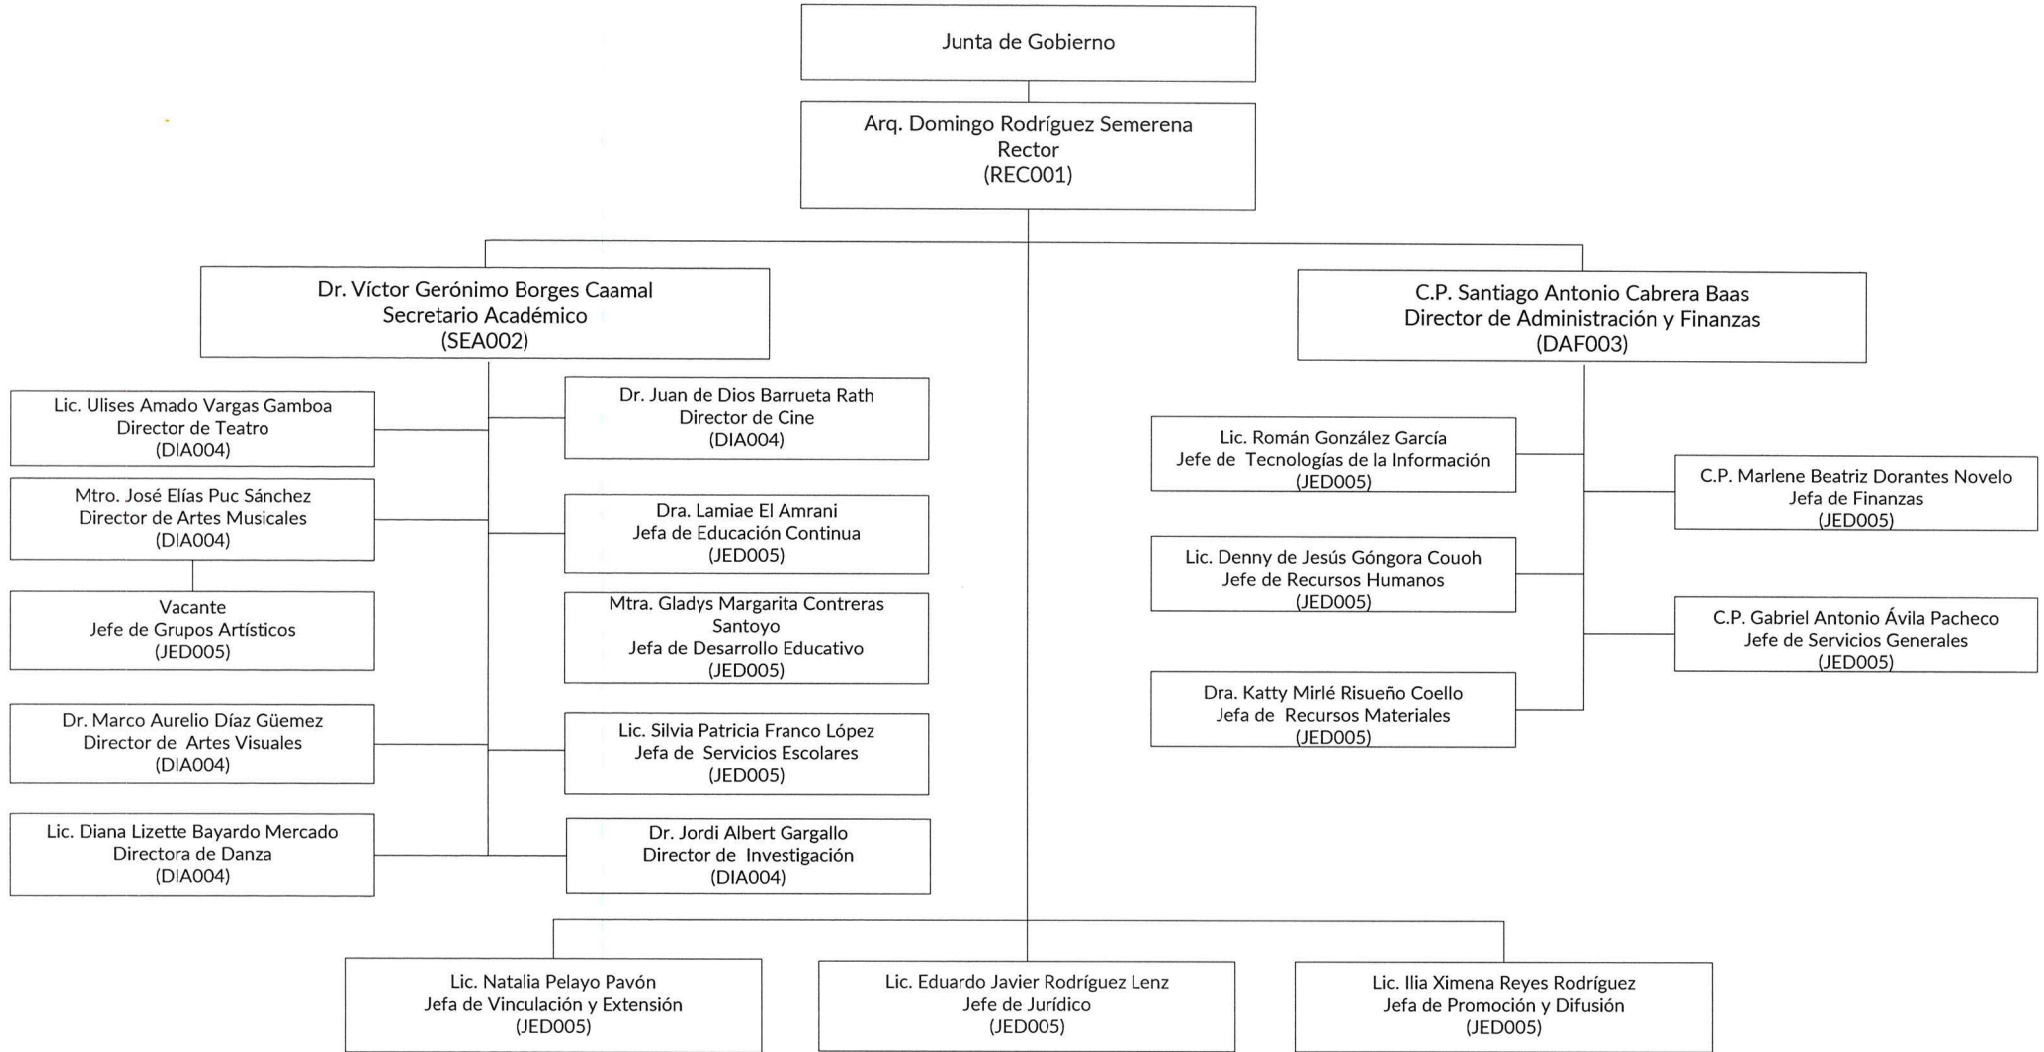 Junta de Gobierno
Arq. Domingo Rodríguez Semerena
Rector
(REC001)
Dr. Víctor Gerónimo Borges Caamal
Secretario Académico
(SEA002)
C.P. Santiago Antonio Cabrera Baas
Director de Administración y Finanzas
(DAF003)
Lic. Ulises Amado Vargas Gamboa
Director de Teatro
(DIA004)
Dr. Juan de Dios Barrueta Rath
Director de Cine
(DIA004)
Mtro. José Elías Puc Sánchez
Director de Artes Musicales
(DIA004)
Dra. Lamiae El Amrani
Jefa de Educación Continua
(JED005)
Vacante
Jefe de Grupos Artísticos
(JED005)
Mtra. Gladys Margarita Contreras
Santoyo
Jefa de Desarrollo Educativo
(JED005)
Dr. Marco Aurelio Díaz Güemez
Director de Artes Visuales
(DIA004)
Lic. Silvia Patricia Franco López
Jefa de Servicios Escolares
(JED005)
Lic. Diana Lizette Bayardo Mercado
Directora de Danza
(DIA004)
Dr. Jordi Albert Gargallo
Director de Investigación
(DIA004)
Lic. Román González García
Jefe de Tecnologías de la Información
(JED005)
C.P. Marlene Beatriz Dorantes Novelo
Jefa de Finanzas
(JED005)
Lic. Denny de Jesús Góngora Couoh
Jefe de Recursos Humanos
(JED005)
C.P. Gabriel Antonio Ávila Pacheco
Jefe de Servicios Generales
(JED005)
Dra. Katty Mirlé Risueño Coello
Jefa de Recursos Materiales
(JED005)
Lic. Natalia Pelayo Pavón
Jefa de Vinculación y Extensión
(JED005)
Lic. Eduardo Javier Rodríguez Lenz
Jefe de Jurídico
(JED005)
Lic. Ilia Ximena Reyes Rodríguez
Jefa de Promoción y Difusión
(JED005)